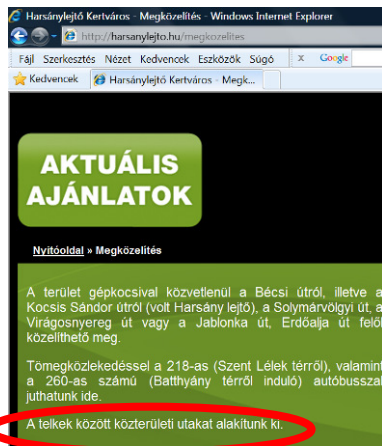 Harsánylejtő Kertváros - Megközelítés - Windows Internet Explorer
http://harsanylejto.hu/megkozelites
Fájl Szerkesztés Nézet Kedvencek Eszközök Súgó x Google
Kedvencek Harsánylejtő Kertváros - Megk...
AKTUÁLIS
AJÁNLATOK
Nyitóoldal » Megközelítés
A terület gépkocsival közvetlenül a Bécsi útról, illetve a
Kocsis Sándor útról (volt Harsány lejtő), a Solymárvölgyi út, a
Virágosnyereg út vagy a Jablonka út, Erdőalja út felől
közelíthető meg.
Tömegközlekedéssel a 218-as (Szent Lélek térről), valamint
a 260-as számú (Batthyány térről induló) autóbusszal
juthatunk ide.
A telkek között közterületi utakat alakítunk ki.